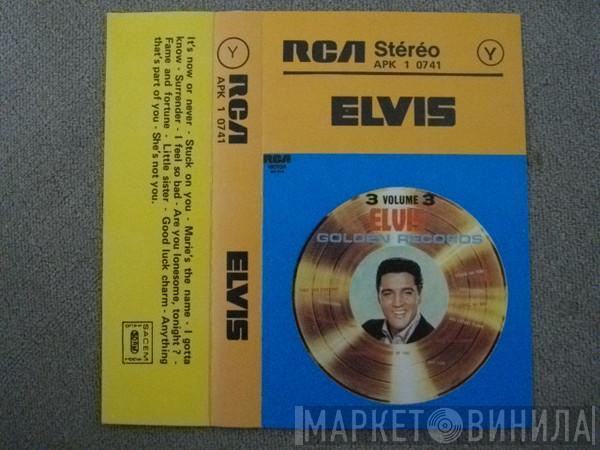 It's now or never - Stuck on you - Marie's the name - I gotta
know - Surrender - I feel so bad - Are you lonesome, tonight ? -
Fame and fortune - Little sister - Good luck charm - Anything
that's part of you - She's not you.
SACEM
Y
RCA
APK 1 0741
ELVIS
RCA Stéréo
APK 1 0741
Y
ELVIS
RCA
VICTOR
3 VOLUME 3
ELVIS'
GOLDEN RECORDS
МАРКЕТ ВИНИЛА